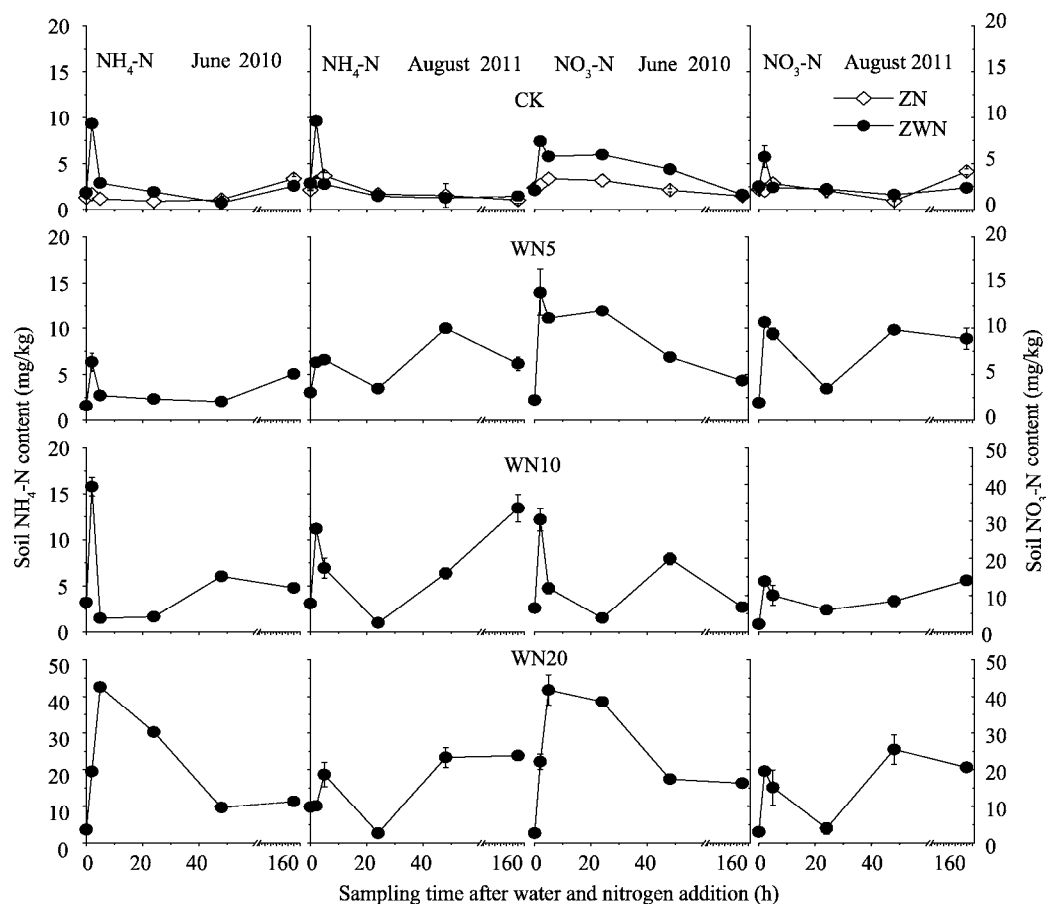 NH4-N June 2010
NH4-N August 2011
NO3-N June 2010
NO3-N August 2011
CK
ZN
ZWN
20
15
10
5
0
20
15
10
5
0
WN5
20
15
10
5
0
20
15
10
5
0
WN10
20
15
10
5
0
50
40
30
20
10
0
WN20
50
40
30
20
10
0
50
40
30
20
10
0
Soil NH4-N content (mg/kg)
Soil NO3-N content (mg/kg)
0 20 40 160
0 20 40 160
0 20 40 160
0 20 40 160
Sampling time after water and nitrogen addition (h)